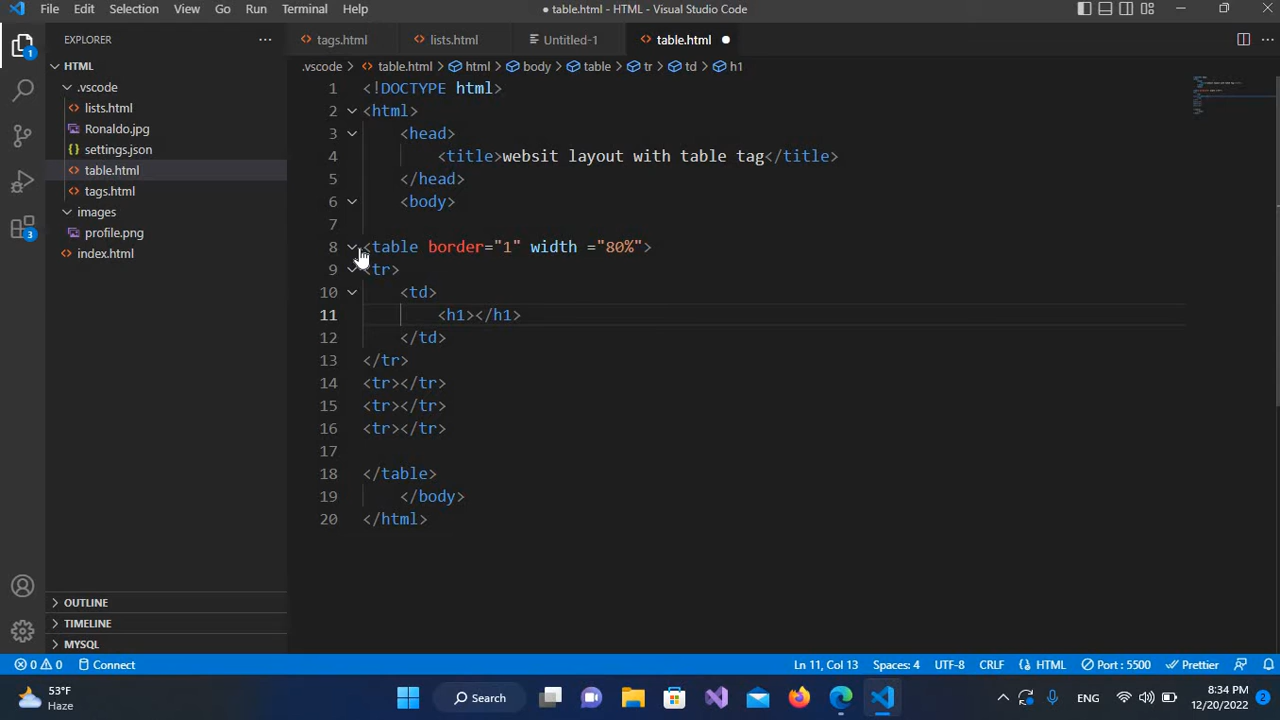 File Edit Selection View Go Run Terminal Help
● table.html - Visual Studio Code
EXPLORER
tags.html
lists.html
Untitled-1
table.html
HTML
.vscode > table.html > html > body > table > tr > td > h1
.vscode
lists.html
Ronaldo.jpg
settings.json
table.html
tags.html
images
profile.png
index.html
1 <!DOCTYPE html>
2 <html>
3 <head>
4 <title>websit layout with table tag</title>
5 </head>
6 <body>
7
8 <table border="1" width ="80%">
9 <tr>
10 <td>
11 <h1></h1>
12 </td>
13 </tr>
14 <tr></tr>
15 <tr></tr>
16 <tr></tr>
17
18 </table>
19 </body>
20 </html>
1
3
OUTLINE
TIMELINE
MYSQL
0 0 Connect
Ln 11, Col 13 Spaces: 4 UTF-8 CRLF HTML Port : 5500 Prettier
53°F
Haze
Search
ENG
8:34 PM
12/20/2022
2